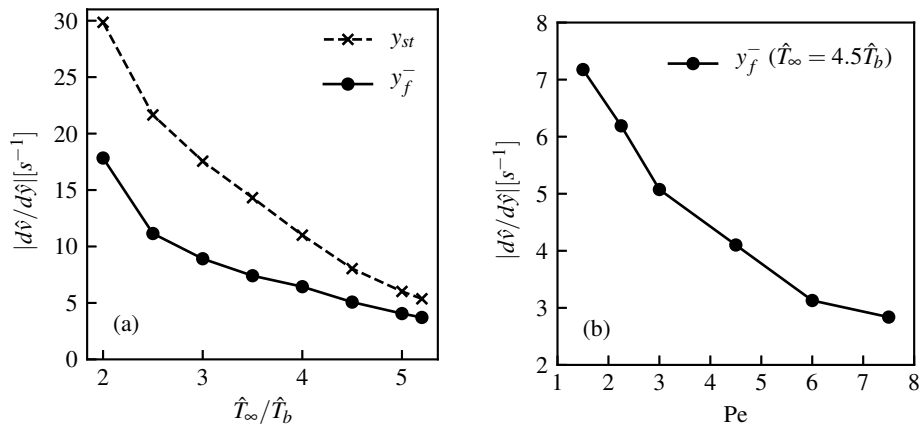 30
25
20
15
10
5
0
|dv̂/dŷ|[s⁻¹]
y_st
y_f⁻
(a)
2 3 4 5
T̂_∞/T̂_b
8
7
6
5
4
3
2
|dv̂/dŷ|[s⁻¹]
y_f⁻ (T̂_∞ = 4.5T̂_b)
(b)
1 2 3 4 5 6 7 8
Pe